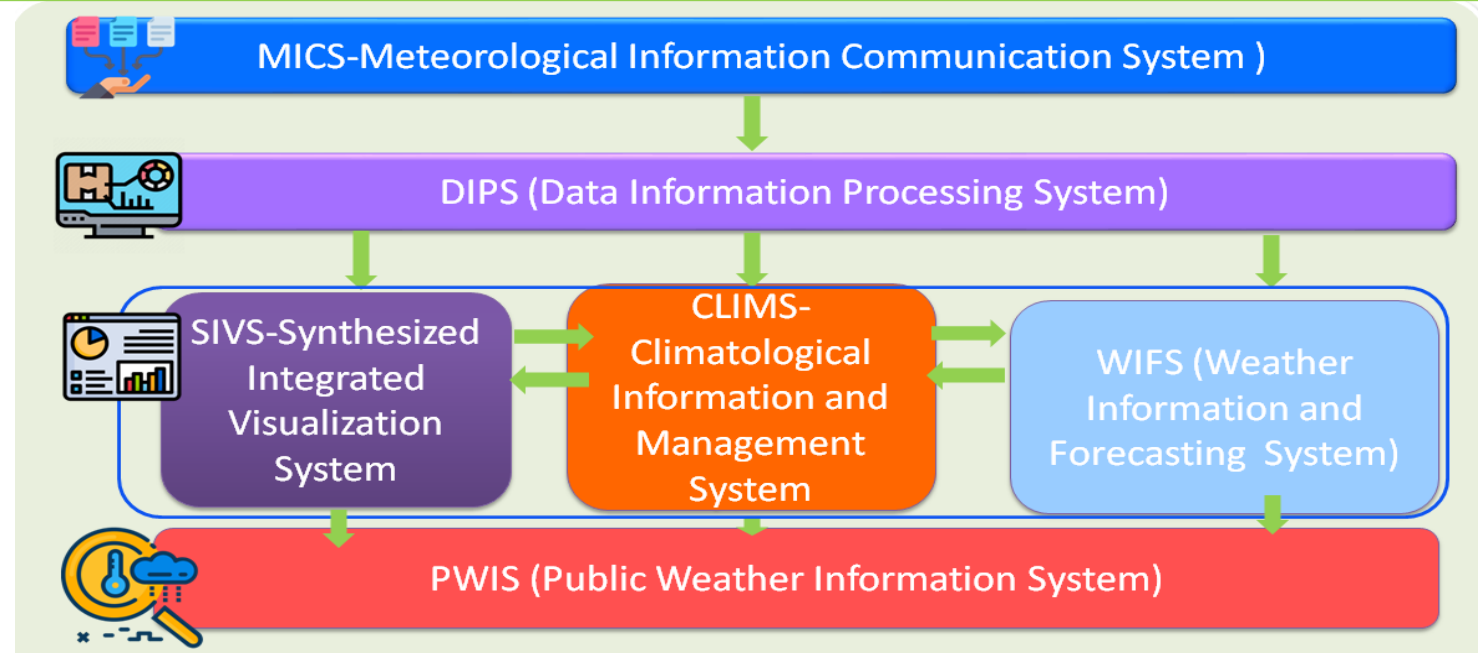 MICS-Meteorological Information Communication System )
DIPS (Data Information Processing System)
SIVS-Synthesized
Integrated
Visualization
System
CLIMS-
Climatological
Information and
Management
System
WIFS (Weather
Information and
Forecasting System)
PWIS (Public Weather Information System)